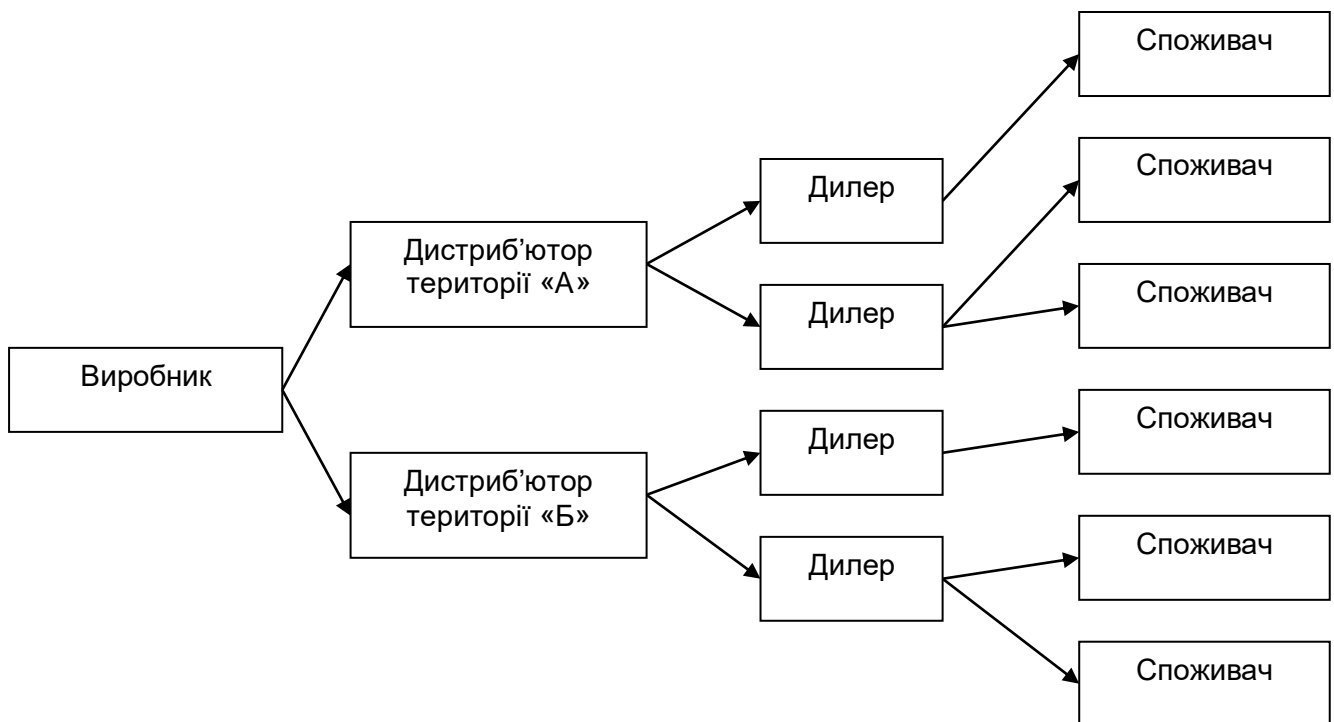 Споживач
Споживач
Дилер
Дистриб’ютор
території «А»
Споживач
Дилер
Виробник
Споживач
Дилер
Дистриб’ютор
території «Б»
Споживач
Дилер
Споживач